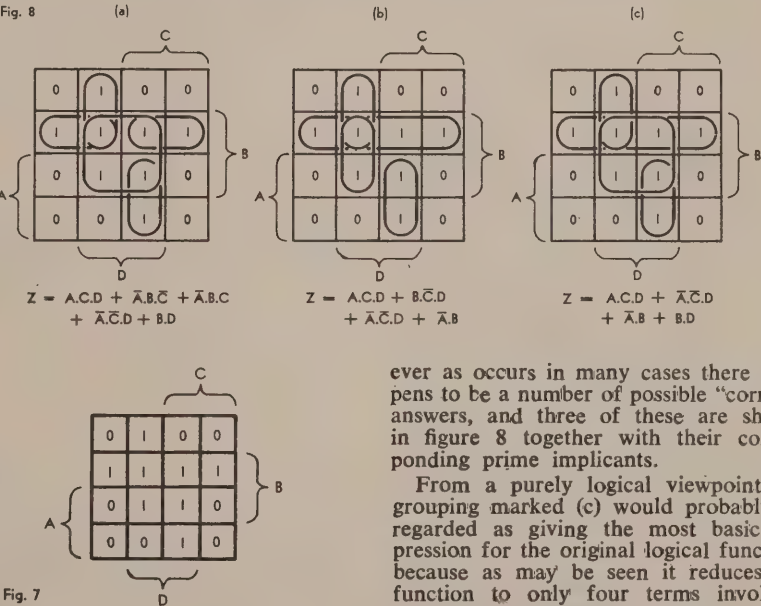 Fig. 8 (a) (b) (c)
C C C
0 1 0 0 0 1 0 0 0 1 0 0
1 1 1 1 1 1 1 1 1 1 1 1
B B B
0 1 1 0 0 1 1 0 0 1 1 0
A A A
0 0 1 0 0 0 1 0 0 0 1 0
D D D
Z = A.C.D + A̅.B.C̅ + A̅.B.C Z = A.C.D + B.C̅.D Z = A.C.D + A̅.C̅.D
+ A̅.C̅.D + B.D + A̅.C̅.D + A̅.B + A̅.B + B.D
C
0 1 0 0
1 1 1 1
B
0 1 1 0
A
0 0 1 0
D
Fig. 7
ever as occurs in many cases there
pens to be a number of possible “corr
answers, and three of these are sh
in figure 8 together with their co
ponding prime implicants.
From a purely logical viewpoint
grouping marked (c) would probabl
regarded as giving the most basic
pression for the original logical func
because as may be seen it reduces
function to only four terms invol